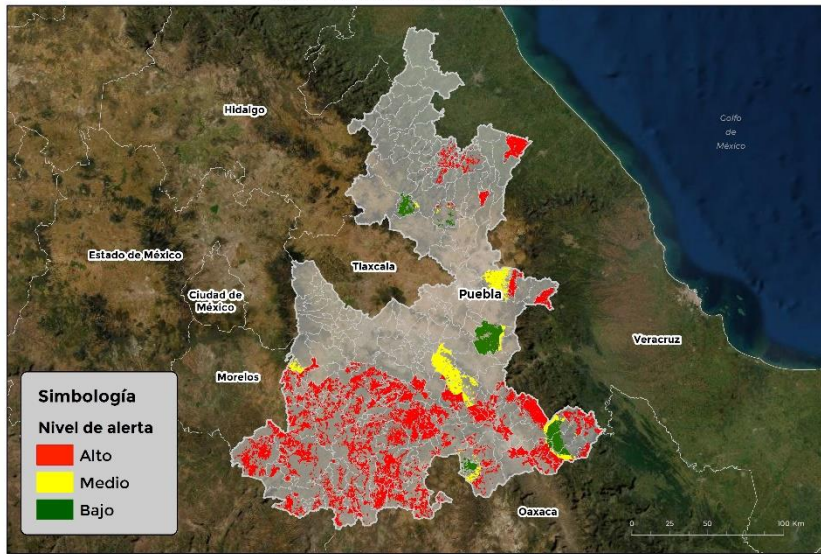 Hidalgo
Golfo
de
México
Estado de México
Tlaxcala
Ciudad de
México
Puebla
Veracruz
Morelos
Simbología
Nivel de alerta
Alto
Medio
Bajo
Oaxaca
0 25 50 100 Km